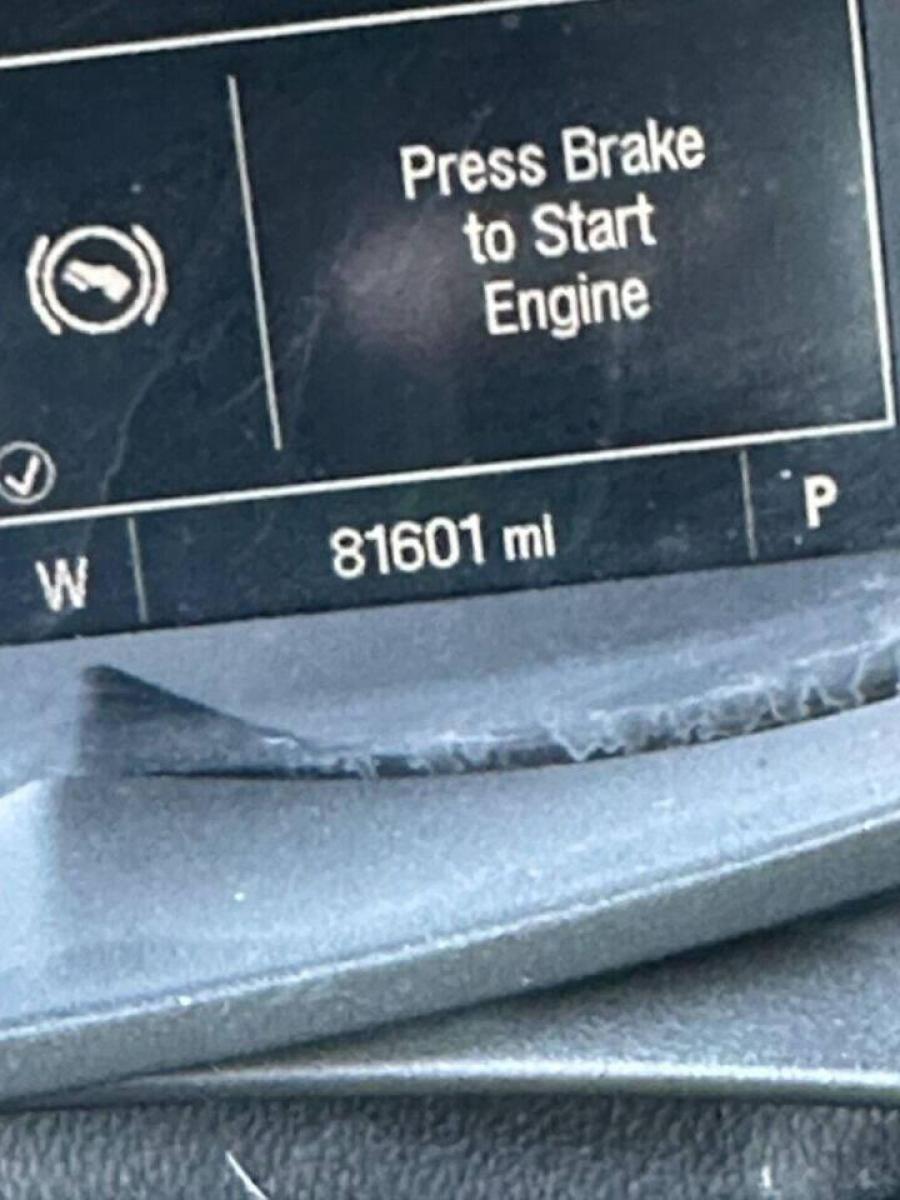 Press Brake
to Start
Engine
W 81601 mi P